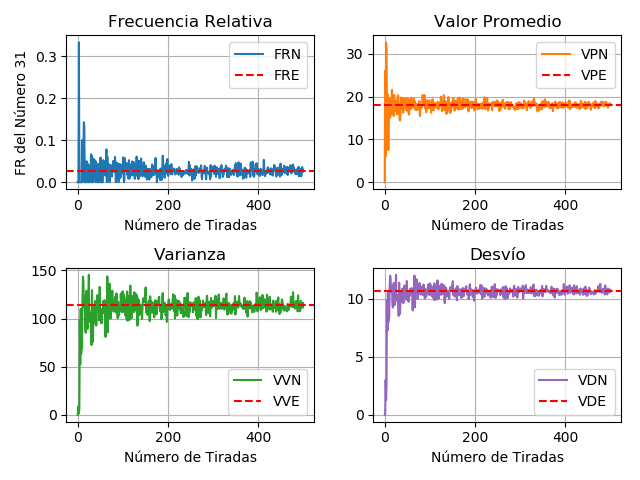 Frecuencia Relativa
FR del Número 31
0.3
0.2
0.1
0.0
FRN
FRE
0
200
400
Número de Tiradas
Valor Promedio
30
20
10
0
VPN
VPE
0
200
400
Número de Tiradas
Varianza
150
100
50
0
VVN
VVE
0
200
400
Número de Tiradas
Desvío
10
5
0
VDN
VDE
0
200
400
Número de Tiradas